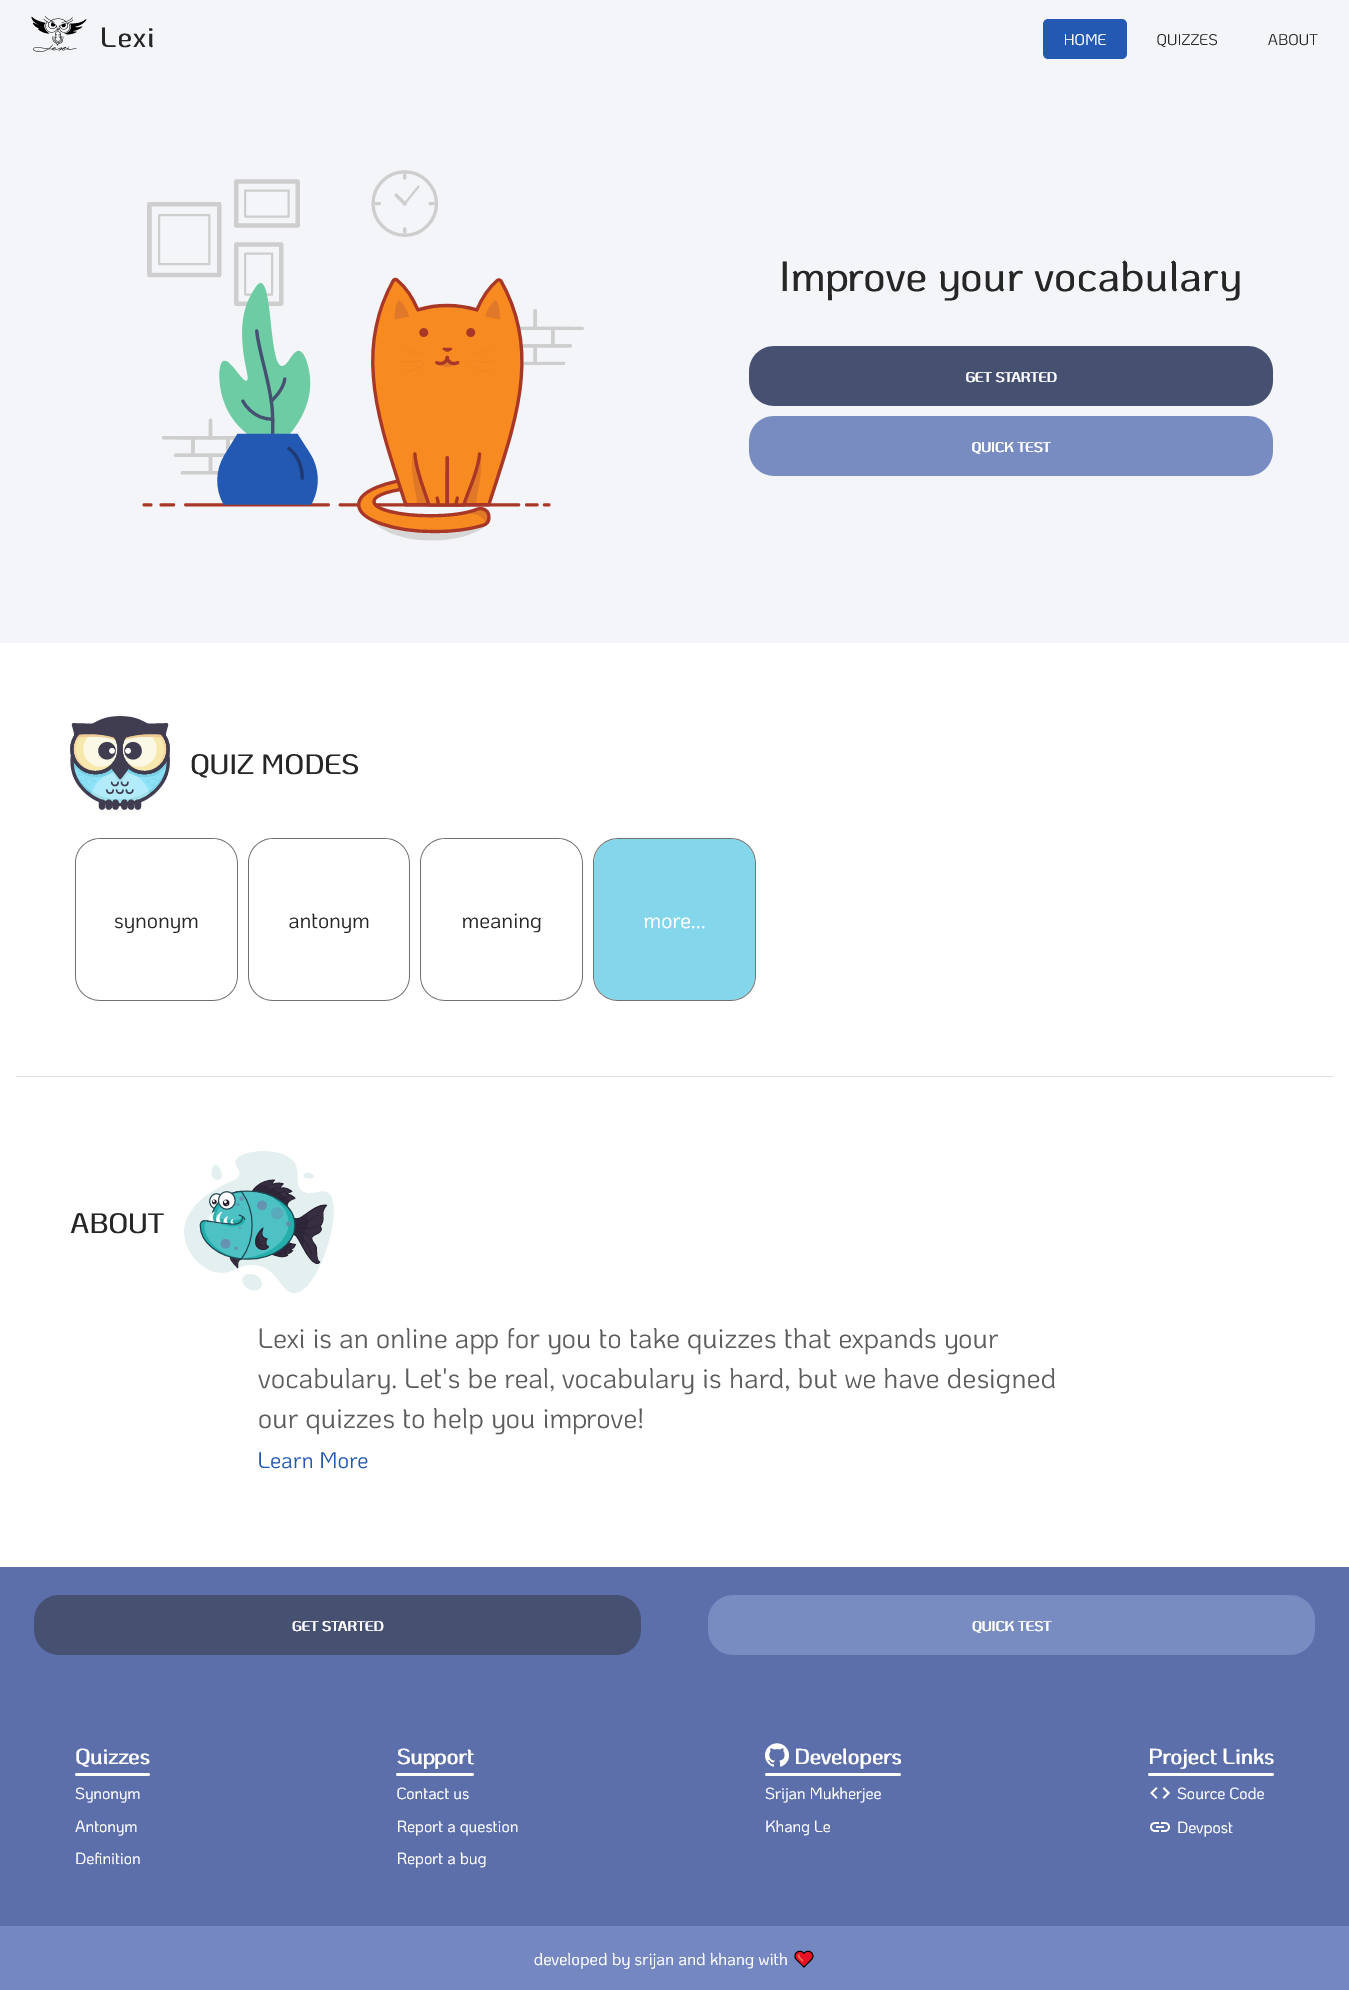 Lexi
Lexi
HOME
QUIZZES
ABOUT
Improve your vocabulary
GET STARTED
QUICK TEST
QUIZ MODES
synonym
antonym
meaning
more...
ABOUT
Lexi is an online app for you to take quizzes that expands your
vocabulary. Let's be real, vocabulary is hard, but we have designed
our quizzes to help you improve!
Learn More
GET STARTED
QUICK TEST
Quizzes
Synonym
Antonym
Definition
Support
Contact us
Report a question
Report a bug
Developers
Srijan Mukherjee
Khang Le
Project Links
Source Code
Devpost
developed by srijan and khang with